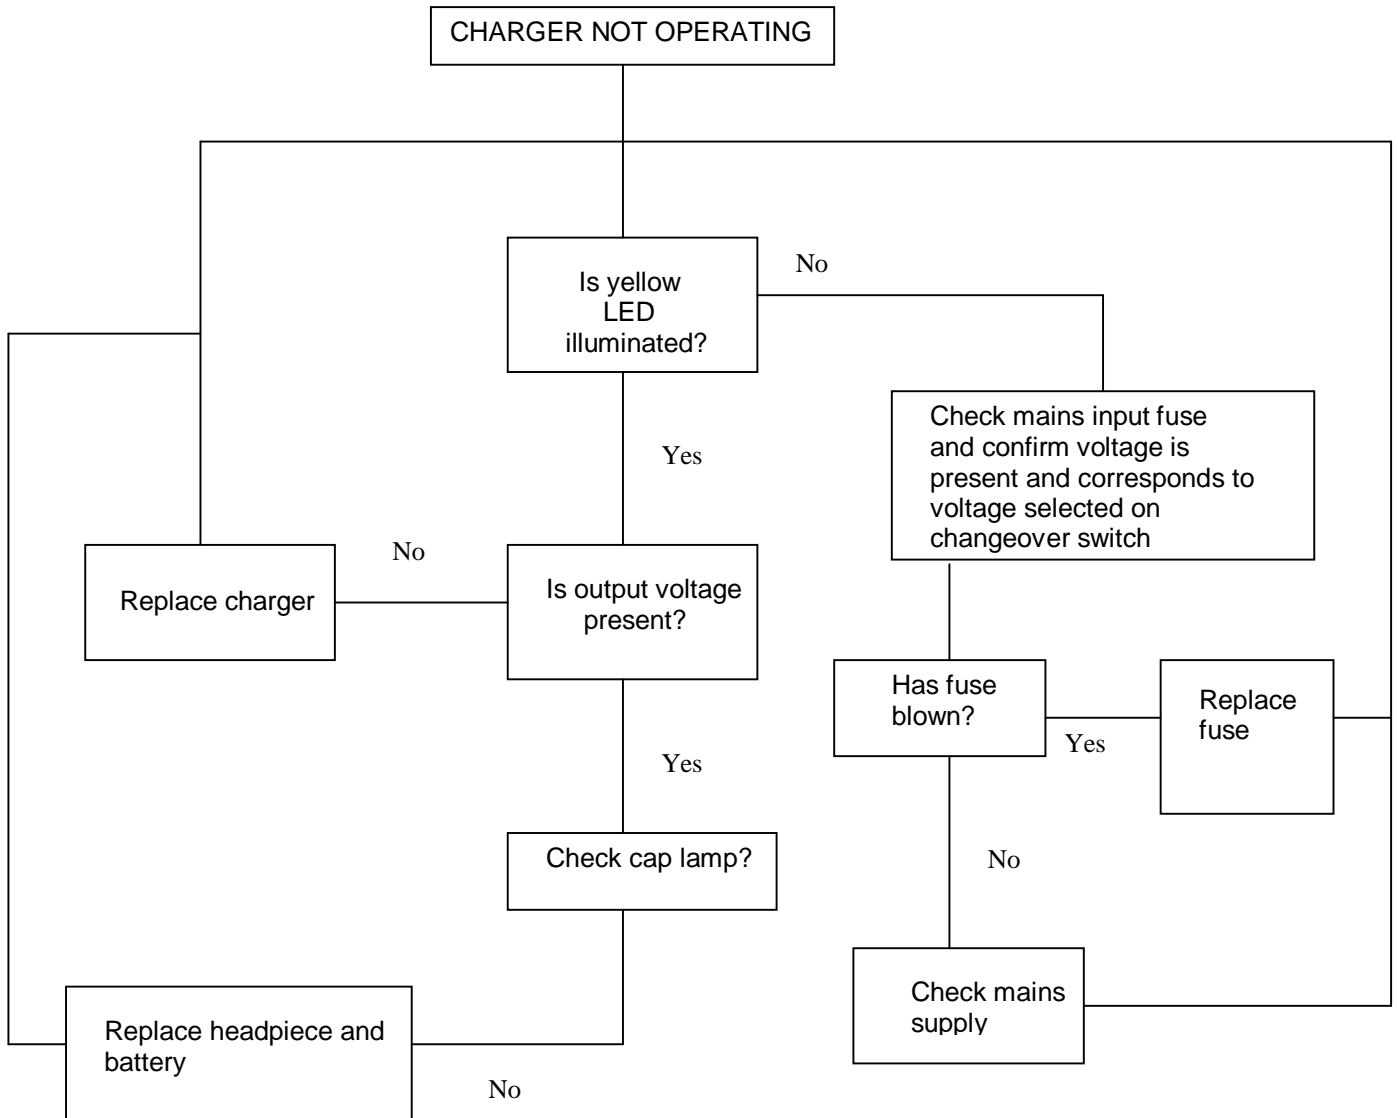 CHARGER NOT OPERATING
No
Is yellow
LED
illuminated?
Check mains input fuse
and confirm voltage is
present and corresponds to
voltage selected on
changeover switch
Yes
No
Replace charger
Is output voltage
present?
Has fuse
blown?
Replace
fuse
Yes
Yes
Check cap lamp?
No
Check mains
supply
Replace headpiece and
battery
No